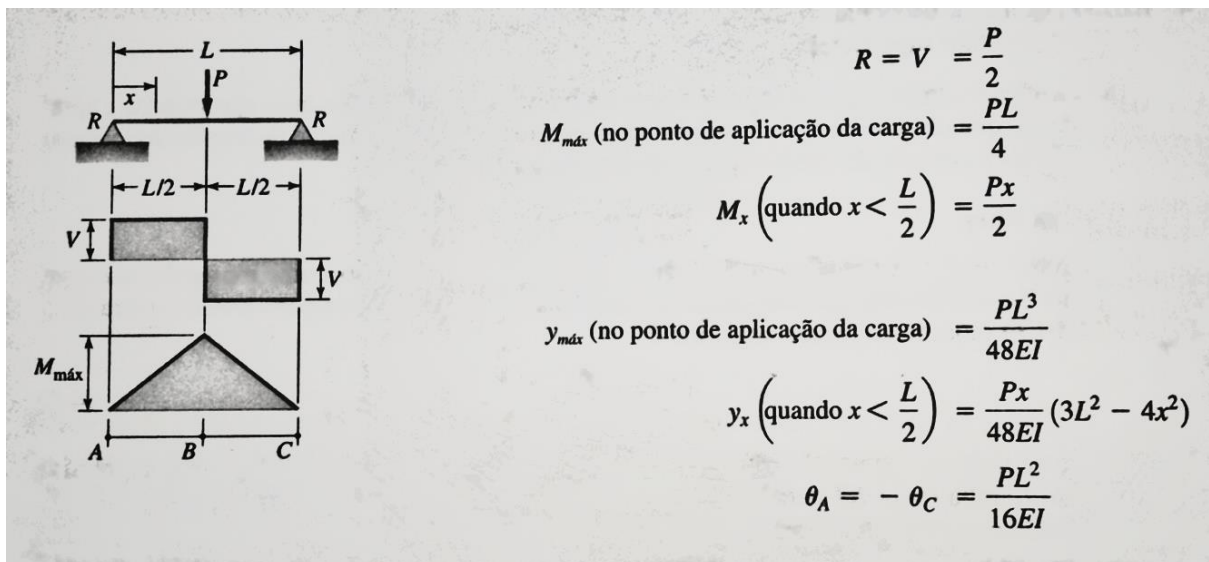 L
P
x
R
R
L/2
L/2
V
V
M_máx
A
B
C
R = V = P/2
M_máx (no ponto de aplicação da carga) = PL/4
M_x (quando x < L/2) = Px/2
y_máx (no ponto de aplicação da carga) = PL³/48EI
y_x (quando x < L/2) = Px/48EI (3L² − 4x²)
θ_A = − θ_C = PL²/16EI